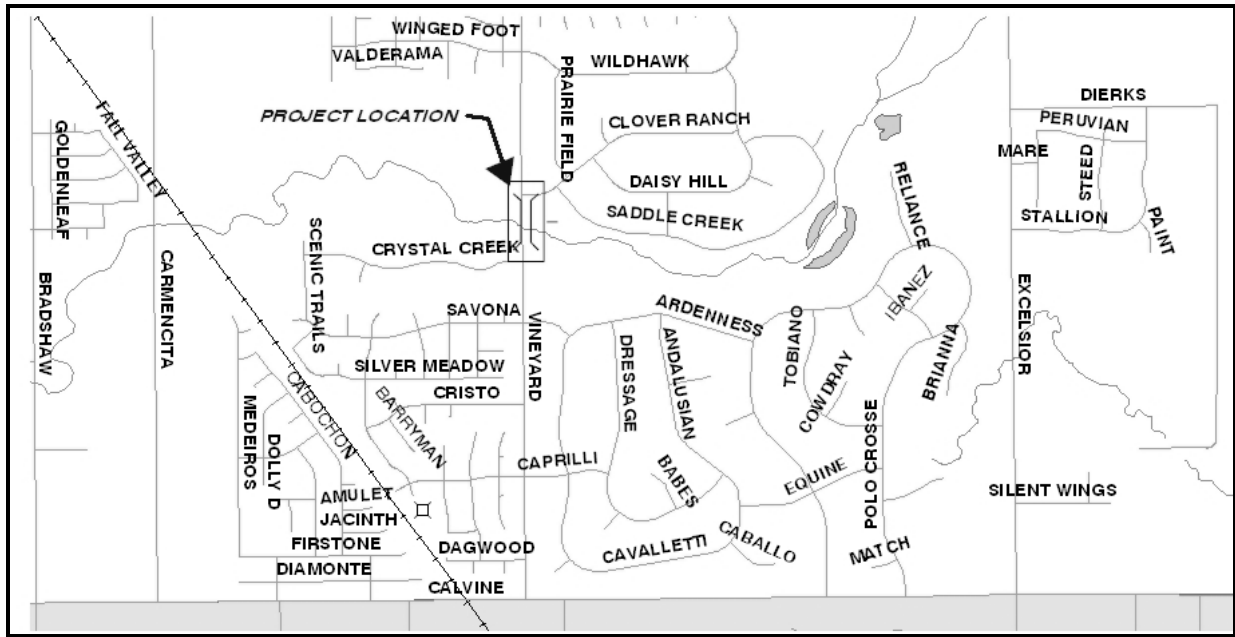 WINGED FOOT
VALDERAMA
WILDHAWK
PRAIRIE FIELD
DIERKS
PROJECT LOCATION
CLOVER RANCH
PERUVIAN
FALL VALLEY
GOLDENLEAF
MARE
STEED
DAISY HILL
RELIANCE
SADDLE CREEK
STALLION
PAINT
SCENIC TRAILS
CRYSTAL CREEK
CARMENCITA
BRADSHAW
IBANEZ
EXCELSIOR
SAVONA
VINEYARD
ARDENNESS
TOBIANO
BRIANNA
SILVER MEADOW
DRESSAGE
ANDALUSIAN
COWDRAY
CRISTO
CABOCHON
BARRYMAN
MEDEIROS
DOLLY D
POLO CROSSE
CAPRILLI
BABES
EQUINE
AMULET
SILENT WINGS
JACINTH
FIRSTONE
DAGWOOD
CAVALLETTI
CABALLO
MATCH
DIAMONTE
CALVINE